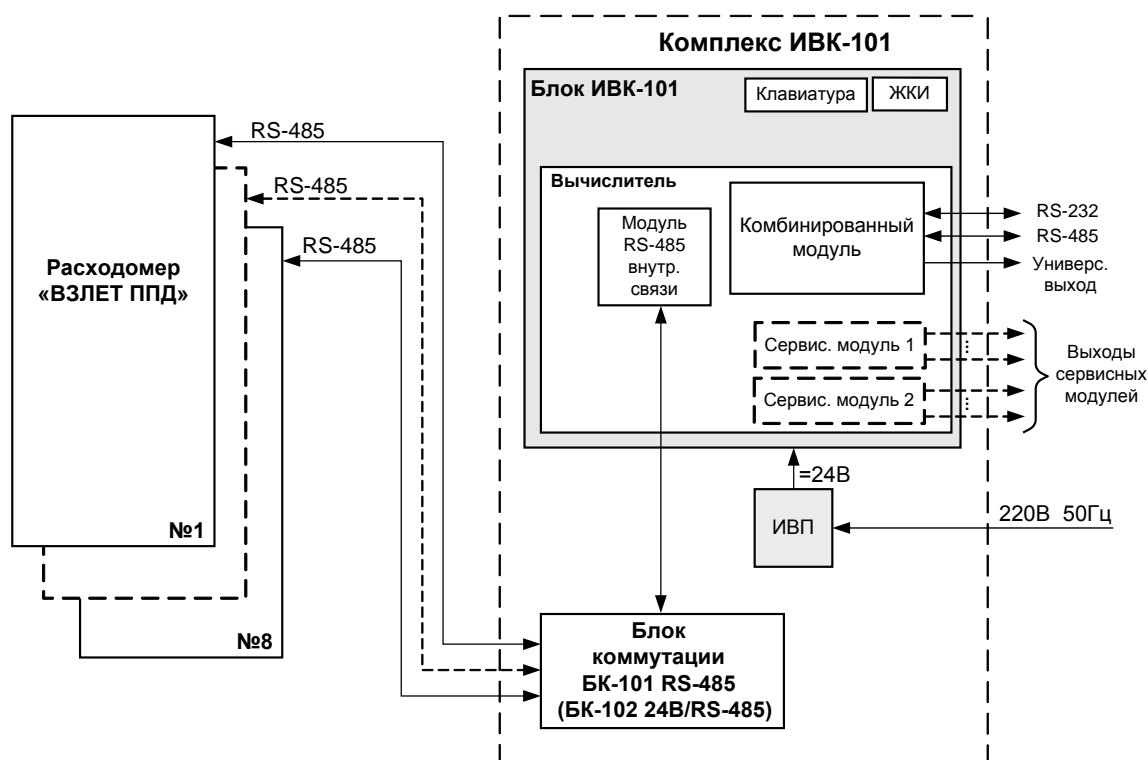 Комплекс ИВК-101
Блок ИВК-101
Клавиатура
ЖКИ
RS-485
RS-485
RS-485
Расходомер
«ВЗЛЕТ ППД»
№1
№8
Вычислитель
Модуль
RS-485
внутр.
связи
Комбинированный
модуль
RS-232
RS-485
Универс.
выход
Сервис. модуль 1
Сервис. модуль 2
Выходы
сервисных
модулей
=24В
ИВП
220В 50Гц
Блок
коммутации
БК-101 RS-485
(БК-102 24В/RS-485)